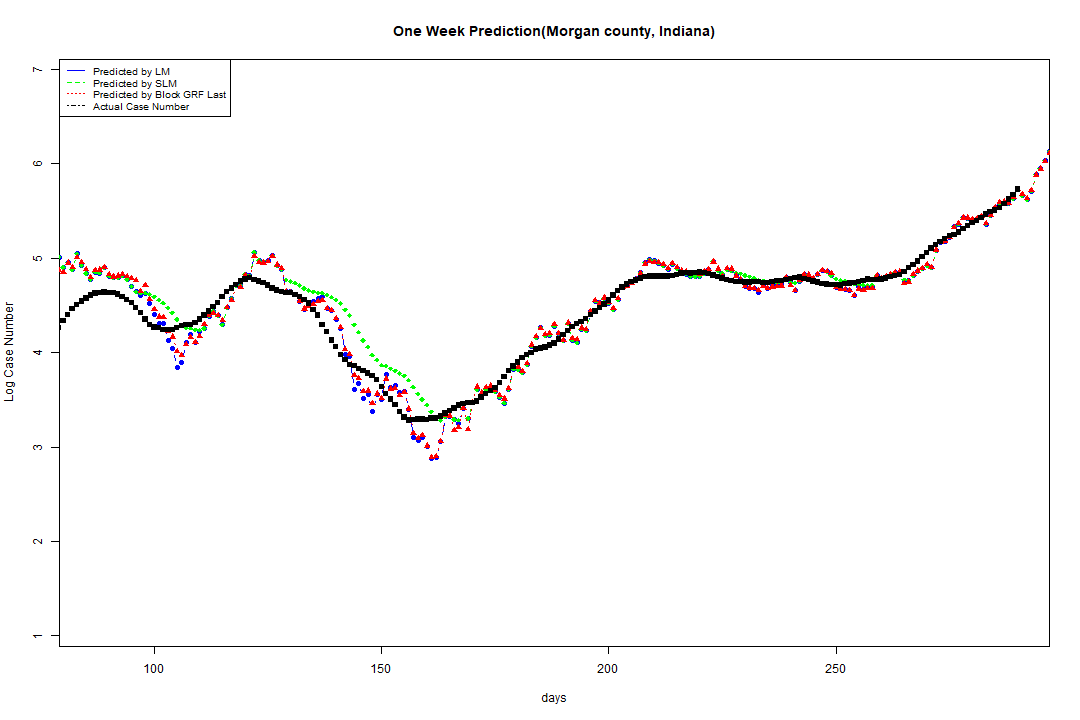 One Week Prediction(Morgan county, Indiana)
Predicted by LM
Predicted by SLM
Predicted by Block GRF Last
Actual Case Number
7
6
5
4
3
2
1
Log Case Number
100 150 200 250
days